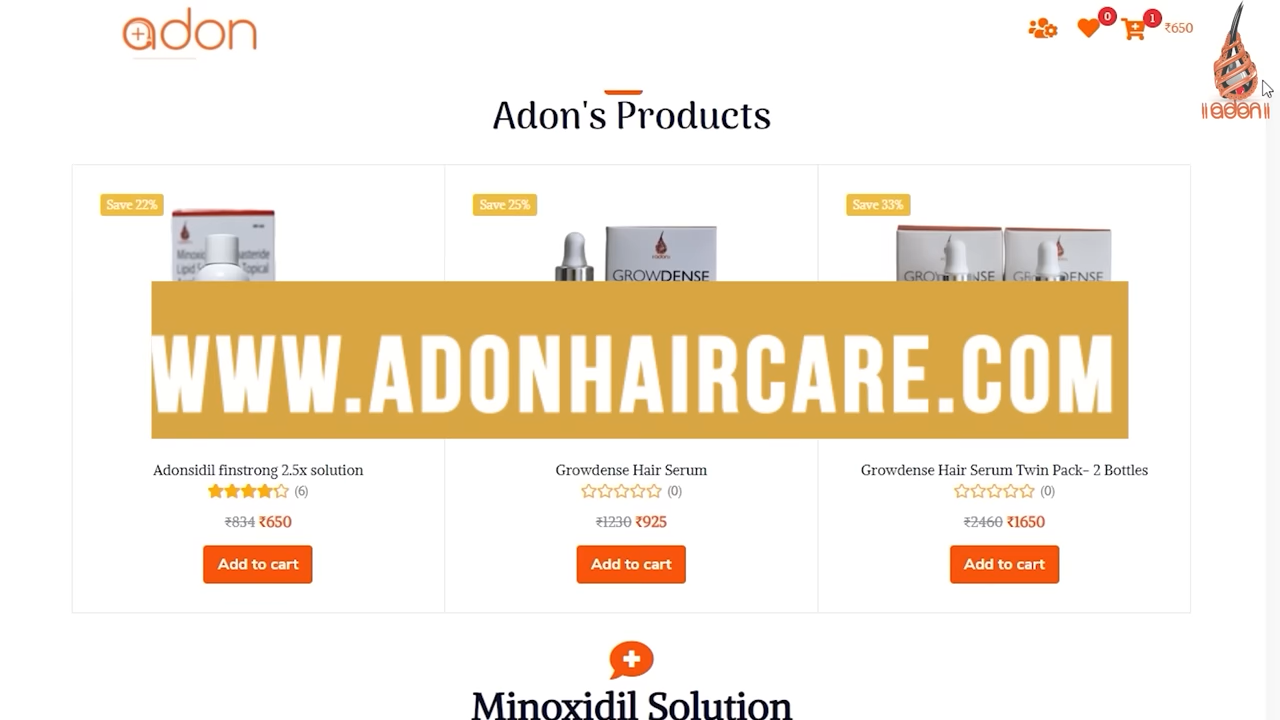 adon
0
1
₹650
adon
Adon's Products
Save 22%
Save 25%
Save 33%
GROWDENSE
WWW.ADONHAIRCARE.COM
Adonsidil finstrong 2.5x solution
(6)
₹834 ₹650
Add to cart
Growdense Hair Serum
(0)
₹1230 ₹925
Add to cart
Growdense Hair Serum Twin Pack- 2 Bottles
(0)
₹2460 ₹1650
Add to cart
Minoxidil Solution